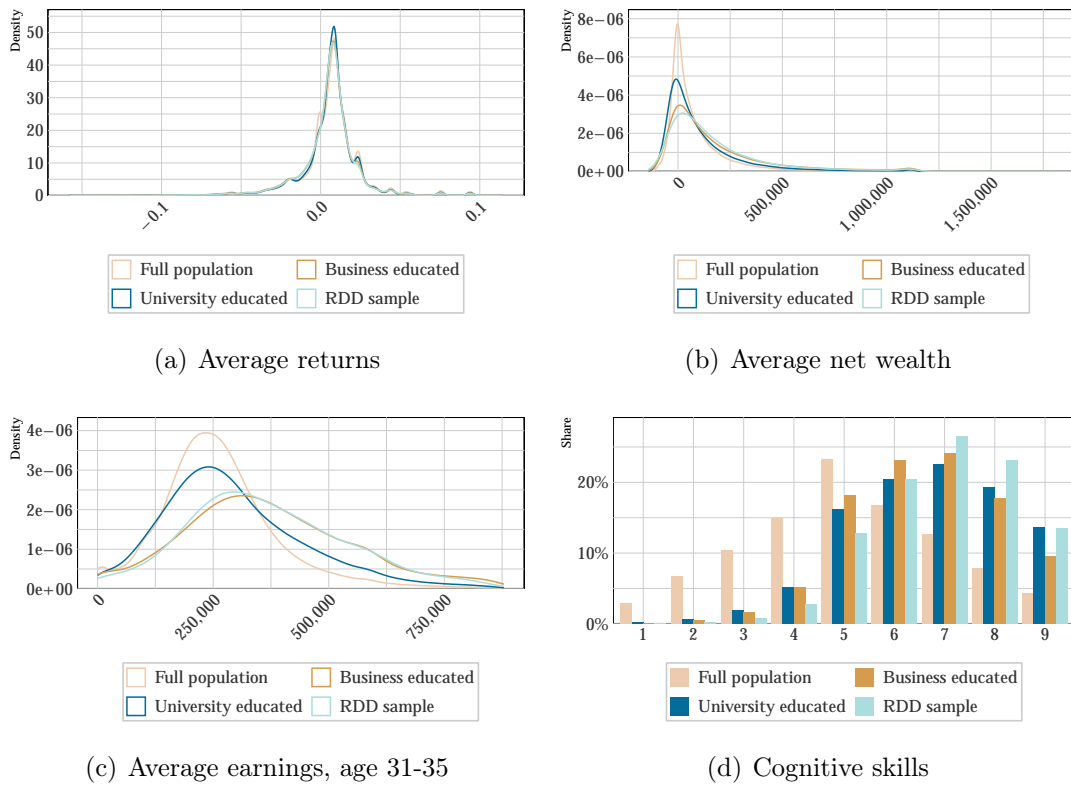 Density
50
40
30
20
10
0
−0.1
0.0
0.1
Full population
Business educated
University educated
RDD sample
(a) Average returns
Density
8e−06
6e−06
4e−06
2e−06
0e+00
0
500,000
1,000,000
1,500,000
Full population
Business educated
University educated
RDD sample
(b) Average net wealth
Density
4e−06
3e−06
2e−06
1e−06
0e+00
0
250,000
500,000
750,000
Full population
Business educated
University educated
RDD sample
(c) Average earnings, age 31-35
Share
20%
10%
0%
1 2 3 4 5 6 7 8 9
Full population
Business educated
University educated
RDD sample
(d) Cognitive skills